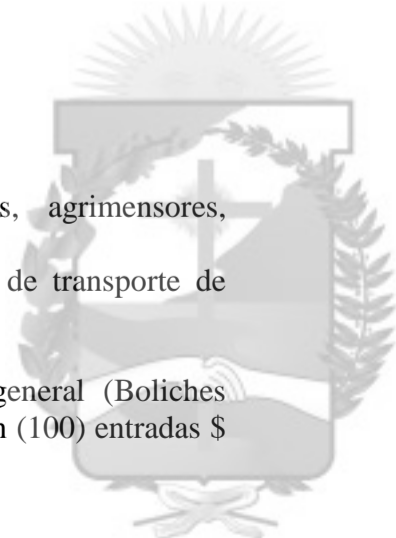 s, agrimensores,
de transporte de
general (Boliches
(100) entradas $